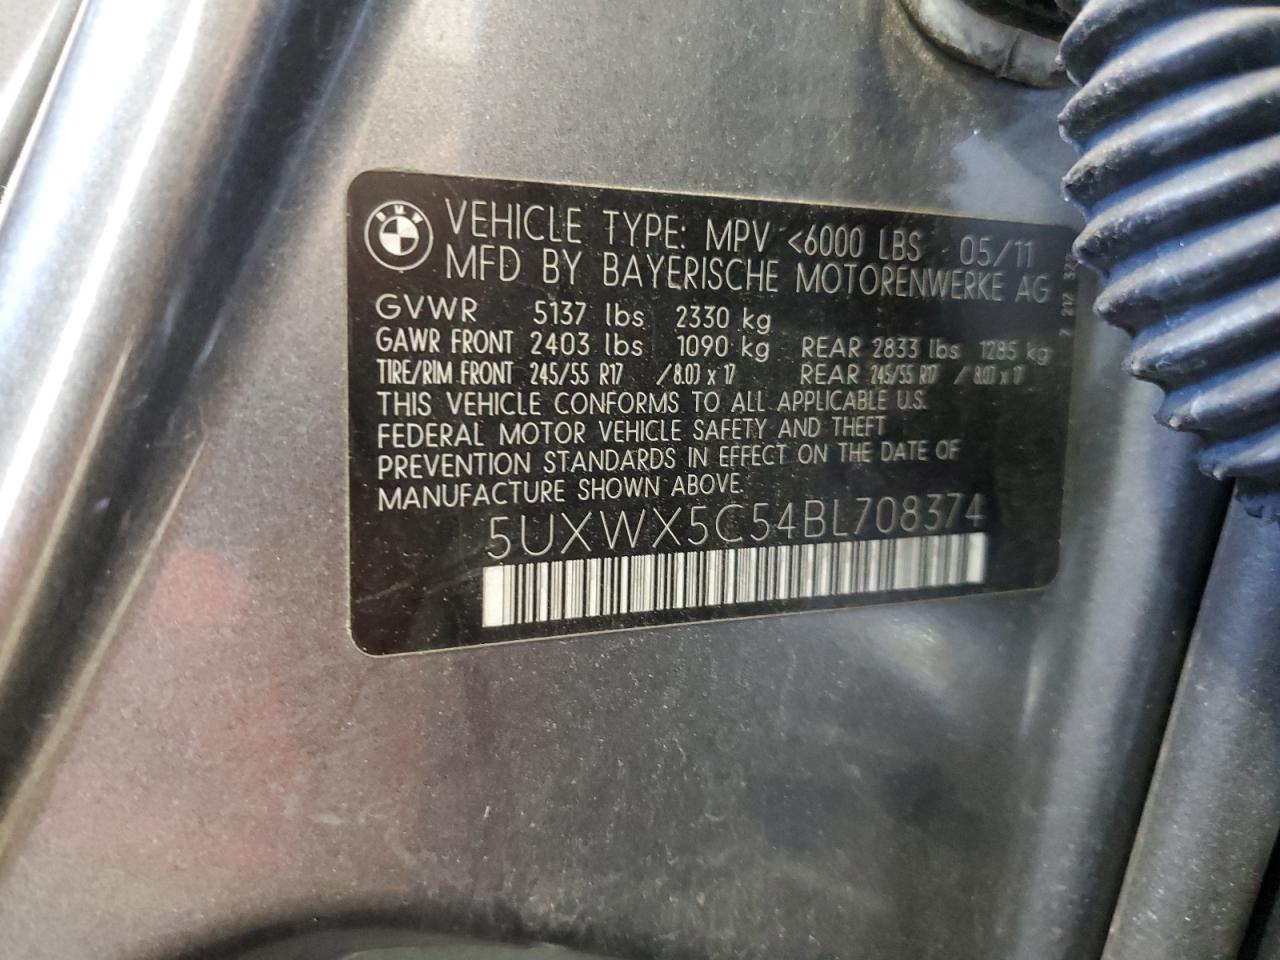 BMW
VEHICLE TYPE: MPV <6000 LBS 05/11
MFD BY BAYERISCHE MOTORENWERKE AG
GVWR 5137 lbs 2330 kg
GAWR FRONT 2403 lbs 1090 kg REAR 2833 lbs 1285 kg
TIRE/RIM FRONT 245/55 R17 /8.0J x 17 REAR 245/55 R17 / 8.0J x 17
THIS VEHICLE CONFORMS TO ALL APPLICABLE U.S.
FEDERAL MOTOR VEHICLE SAFETY AND THEFT
PREVENTION STANDARDS IN EFFECT ON THE DATE OF
MANUFACTURE SHOWN ABOVE.
5UXWX5C54BL708374